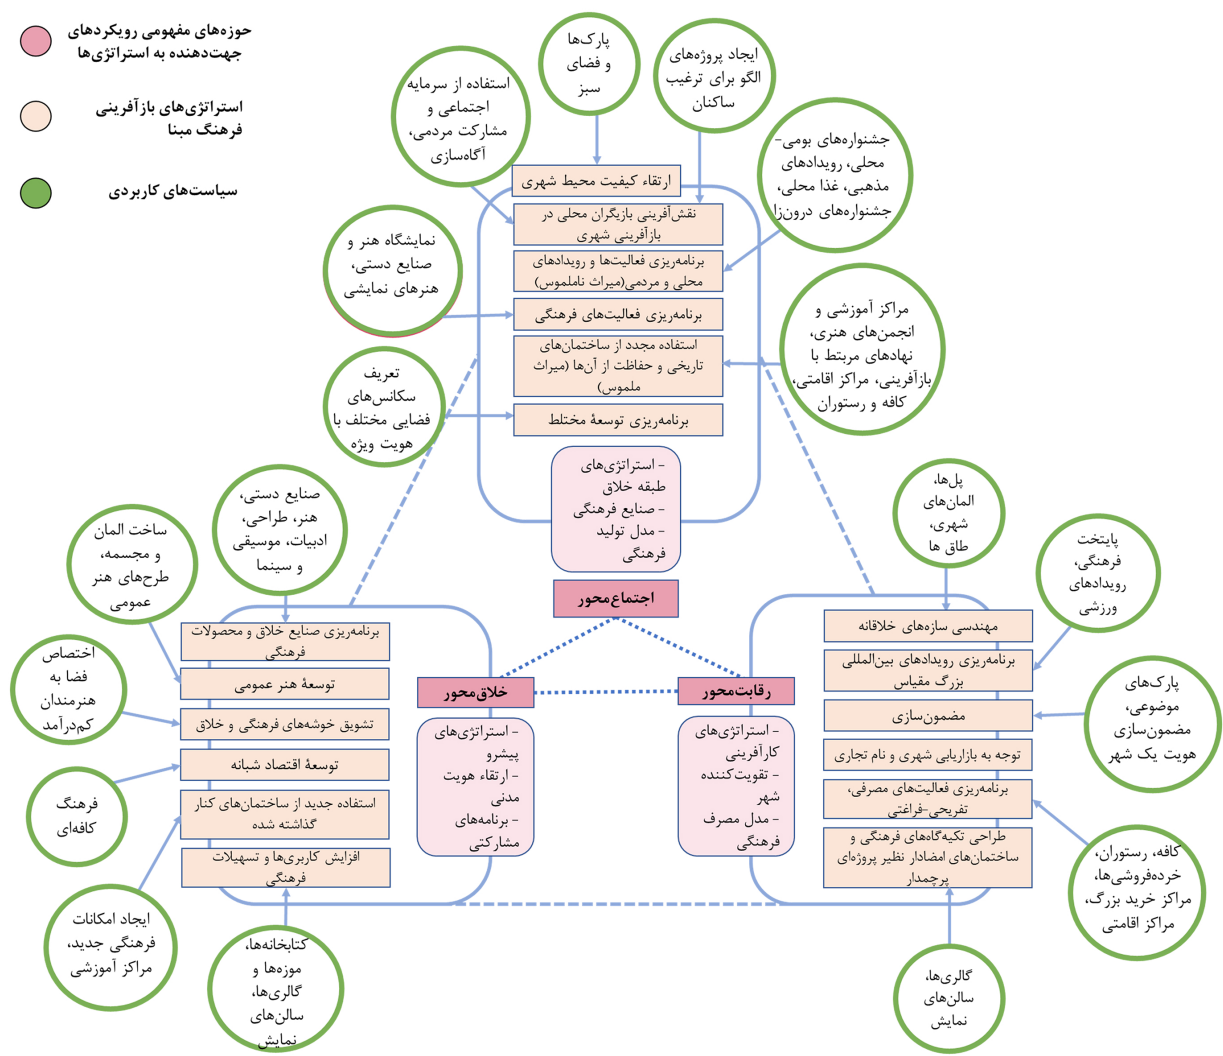 حوزه‌های مفهومی رویکردهای
جهت‌دهنده به استراتژی‌ها
استراتژی‌های بازآفرینی
فرهنگ مبنا
سیاست‌های کاربردی
پارک‌ها
و فضای
سبز
ایجاد پروژه‌های
الگو برای ترغیب
ساکنان
استفاده از سرمایه
اجتماعی و
مشارکت مردمی،
آگاه‌سازی
جشنواره‌های بومی-
محلی، رویدادهای
مذهبی، غذا محلی،
جشنواره‌های درون‌زا
نمایشگاه هنر و
صنایع دستی،
هنرهای نمایشی
مراکز آموزشی و
انجمن‌های هنری،
نهادهای مربتط با
بازآفرینی، مراکز اقامتی،
کافه و رستوران
تعریف
سکانس‌های
فضایی مختلف با
هویت ویژه
ارتقاء کیفیت محیط شهری
نقش‌آفرینی بازیگران محلی در
بازآفرینی شهری
برنامه‌ریزی فعالیت‌ها و رویدادهای
محلی و مردمی(میراث ناملموس)
برنامه‌ریزی فعالیت‌های فرهنگی
استفاده مجدد از ساختمان‌های
تاریخی و حفاظت از آن‌ها (میراث
ملموس)
برنامه‌ریزی توسعهٔ مختلط
- استراتژی‌های
طبقه خلاق
- صنایع فرهنگی
- مدل تولید
فرهنگی
اجتماع‌محور
پل‌ها،
المان‌های
شهری،
طاق ها
پایتخت
فرهنگی،
رویدادهای
ورزشی
پارک‌های
موضوعی،
مضمون‌سازی
هویت یک شهر
کافه، رستوران،
خرده‌فروشی‌ها،
مراکز خرید بزرگ،
مراکز اقامتی
گالری‌ها،
سالن‌های
نمایش
مهندسی سازه‌های خلاقانه
برنامه‌ریزی رویدادهای بین‌المللی
بزرگ مقیاس
مضمون‌سازی
توجه به بازاریابی شهری و نام تجاری
برنامه‌ریزی فعالیت‌های مصرفی،
تفریحی-فراغتی
طراحی تکیه‌گاه‌های فرهنگی و
ساختمان‌های امضادار نظیر پروژه‌ای
پرچمدار
رقابت‌محور
- استراتژی‌های
کارآفرینی
- تقویت‌کننده
شهر
- مدل مصرف
فرهنگی
خلاق‌محور
- استراتژی‌های
پیشرو
- ارتقاء هویت
مدنی
- برنامه‌های
مشارکتی
صنایع دستی،
هنر، طراحی،
ادبیات، موسیقی
و سینما
ساخت المان
و مجسمه،
طرح‌های هنر
عمومی
اختصاص
فضا به
هنرمندان
کم‌درآمد
فرهنگ
کافه‌ای
ایجاد امکانات
فرهنگی جدید،
مراکز آموزشی
کتابخانه‌ها،
موزه‌ها و
گالری‌ها،
سالن‌های
نمایش
برنامه‌ریزی صنایع خلاق و محصولات
فرهنگی
توسعهٔ هنر عمومی
تشویق خوشه‌های فرهنگی و خلاق
توسعهٔ اقتصاد شبانه
استفاده جدید از ساختمان‌های کنار
گذاشته شده
افزایش کاربری‌ها و تسهیلات
فرهنگی